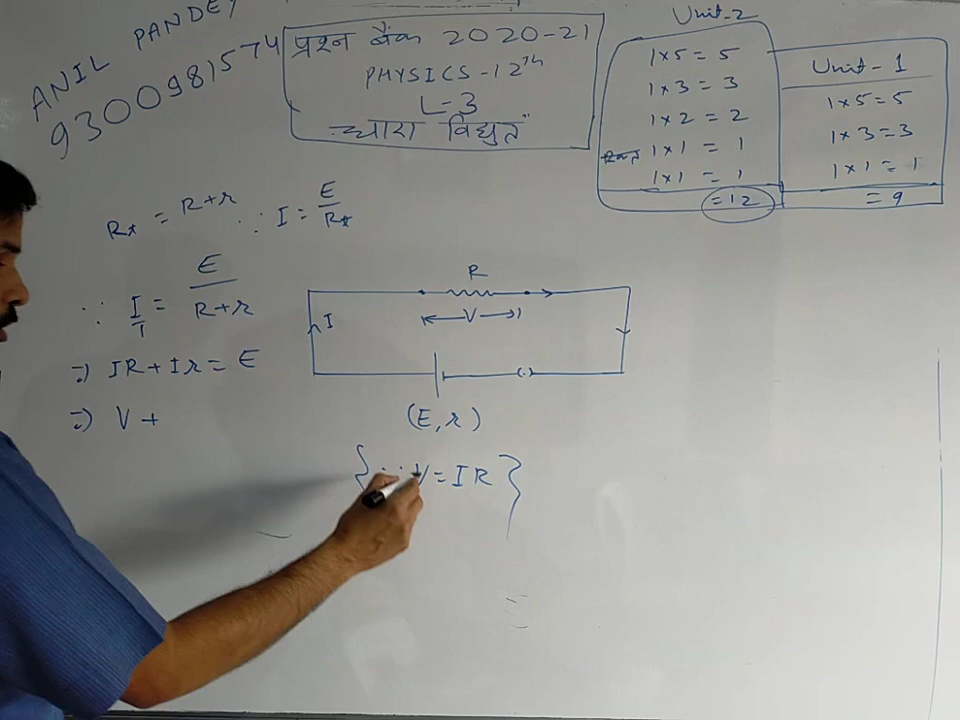 ANIL PANDEY
9300981574
प्रश्न बैंक 2020-21
PHYSICS-12th
L-3
धारा विद्युत
Unit-2
1×5=5
1×3=3
1×2=2
1×1=1
1×1=1
=12
Unit-1
1×5=5
1×3=3
1×1=1
=9
R* = R+r ∵ I = E/R*
∵ I/1 = E/(R+r)
⇒ IR+Ir=E
⇒ V+
R
I
V
(·)
(E, r)
{∵ V=IR}